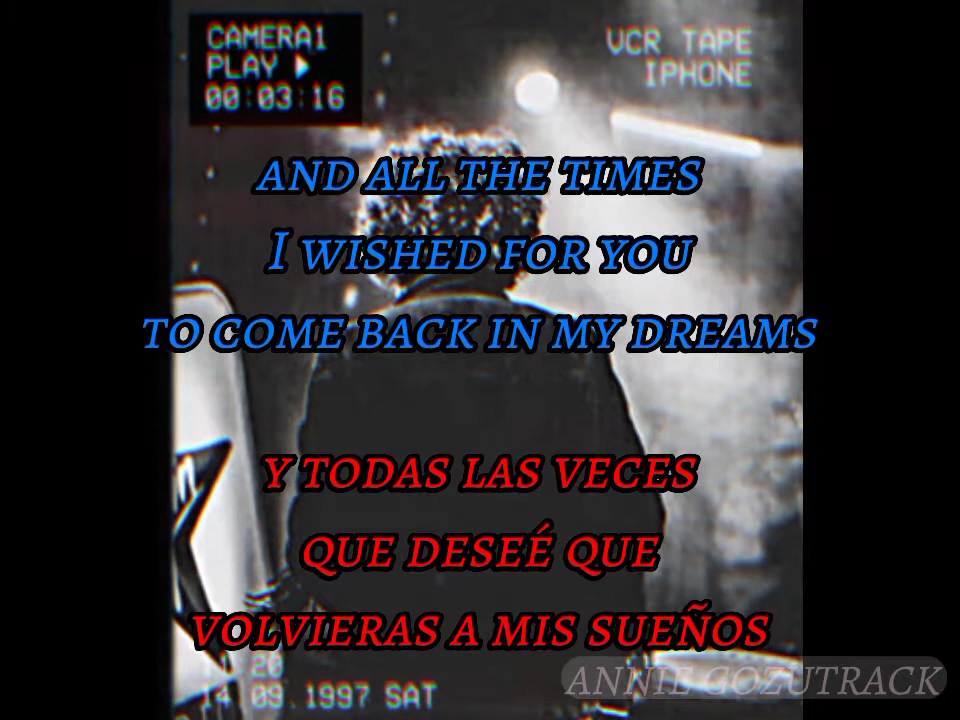 CAMERA1
PLAY
00:03:16
VCR TAPE
IPHONE
AND ALL THE TIMES
I WISHED FOR YOU
TO COME BACK IN MY DREAMS
Y TODAS LAS VECES
QUE DESEÉ QUE
VOLVIERAS A MIS SUEÑOS
20
14.09.1997 SAT
ANNIE GOZUTRACK